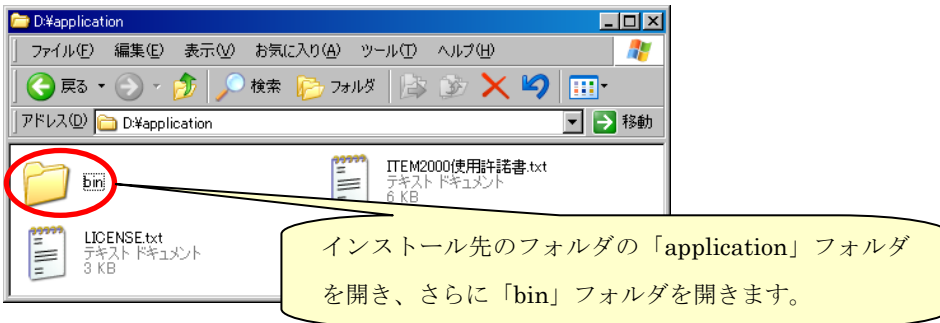 D:¥application
ファイル(F) 編集(E) 表示(V) お気に入り(A) ツール(T) ヘルプ(H)
戻る 検索 フォルダ
アドレス(D) D:¥application 移動
bin
ITEM2000使用許諾書.txt
テキスト ドキュメント
6 KB
LICENSE.txt
テキスト ドキュメント
3 KB
インストール先のフォルダの「application」フォルダ
を開き、さらに「bin」フォルダを開きます。